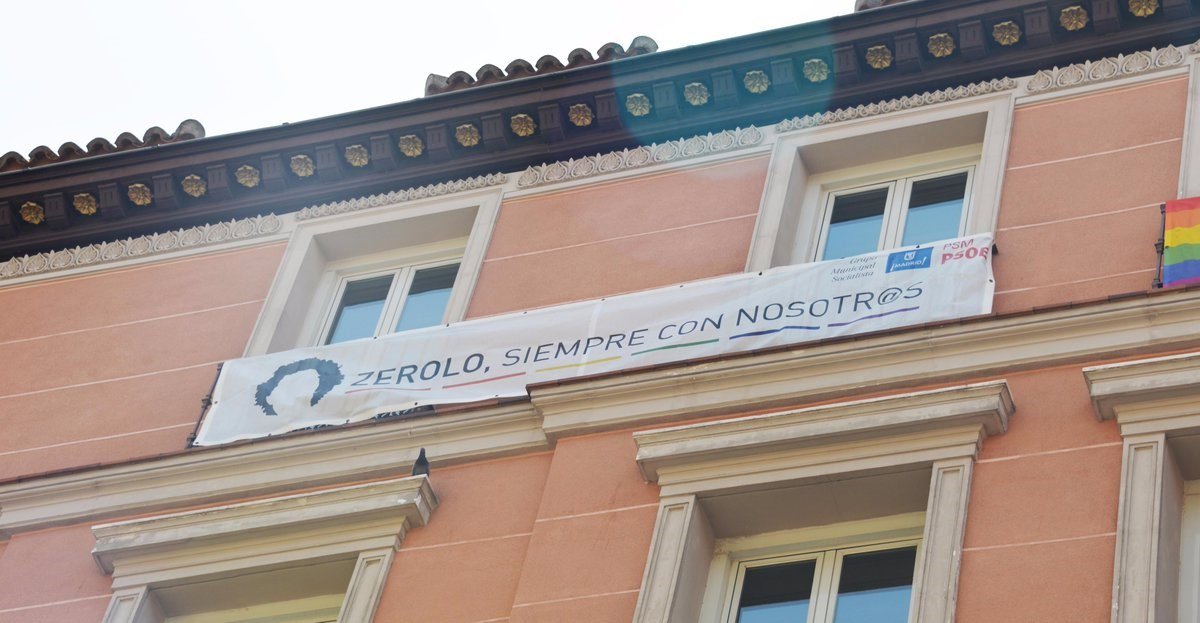 ZEROLO, SIEMPRE CON NOSOTR@S
Grupo
Municipal
Socialista
¡MADRID!
PSM
PSOE